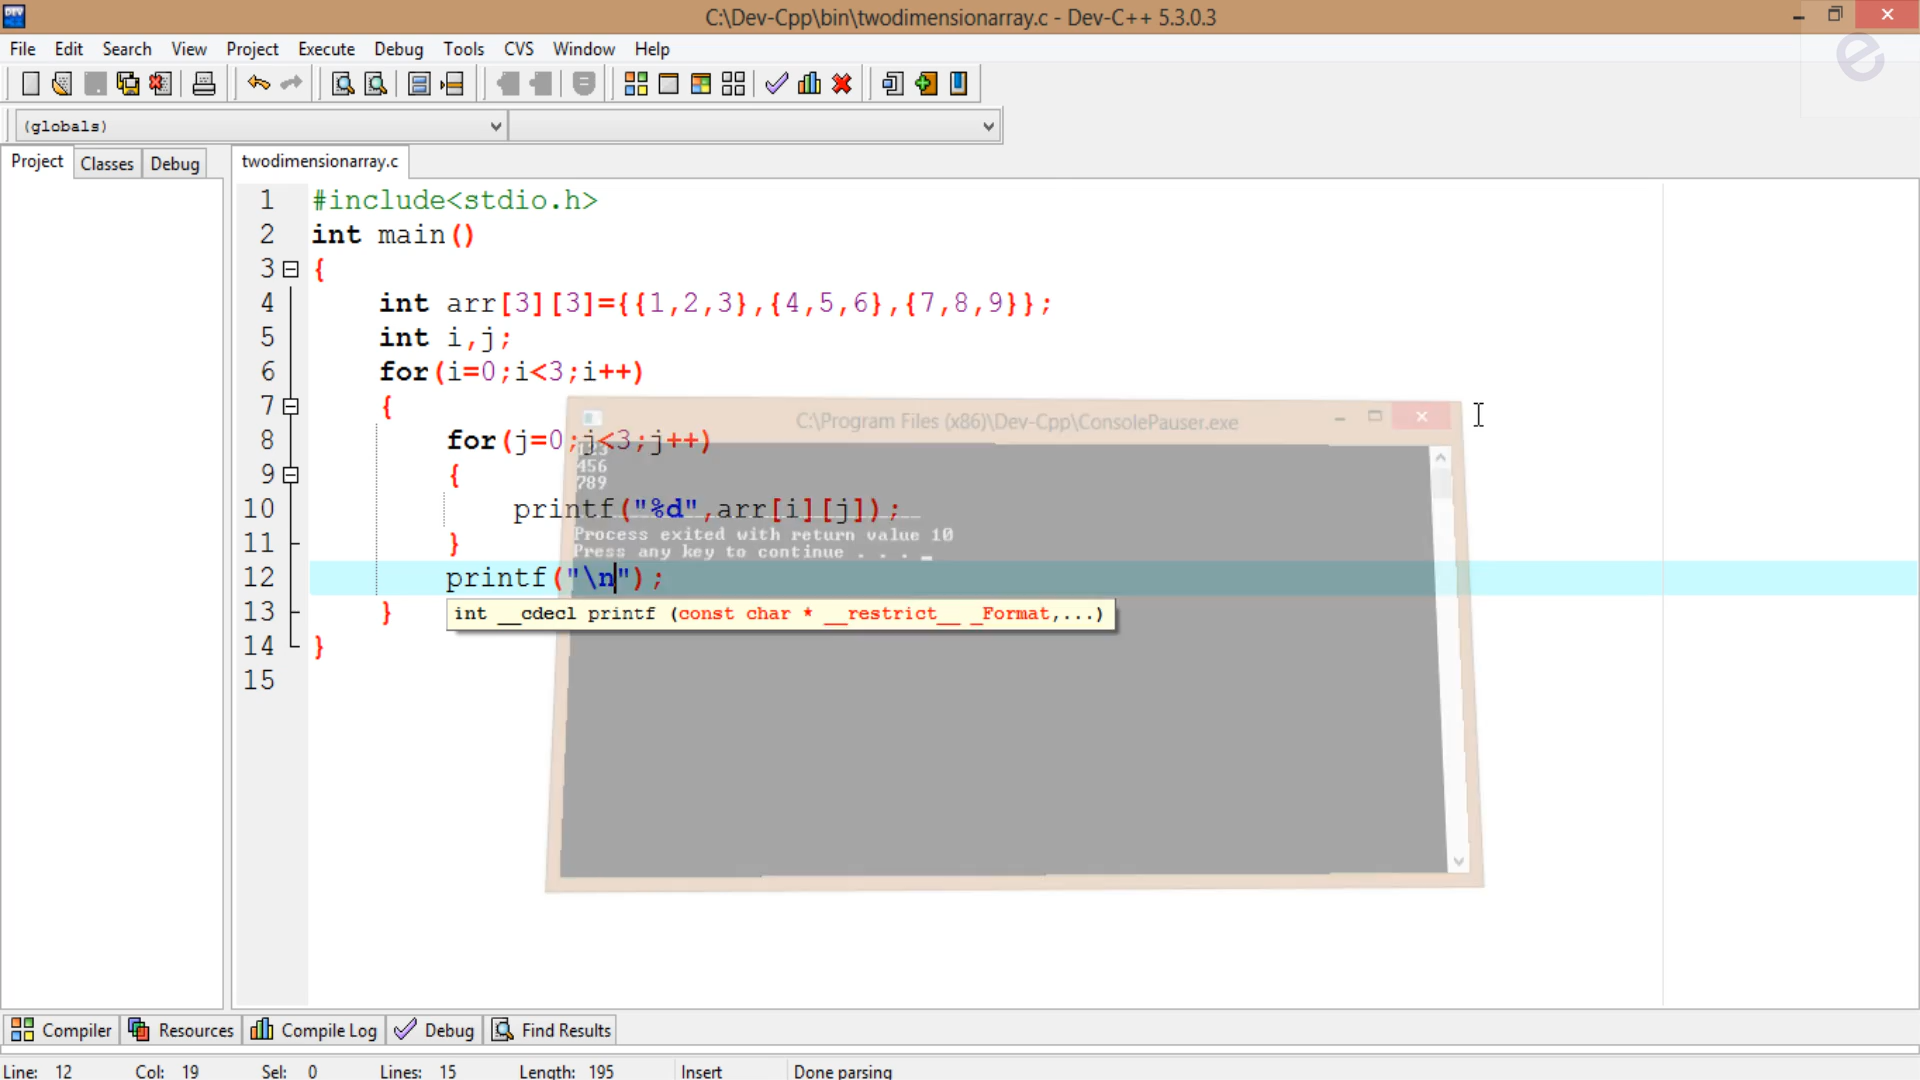 C:\Dev-Cpp\bin\twodimensionarray.c - Dev-C++ 5.3.0.3
File Edit Search View Project Execute Debug Tools CVS Window Help
(globals)
Project Classes Debug twodimensionarray.c
1 #include<stdio.h>
2 int main()
3 {
4 int arr[3][3]={{1,2,3},{4,5,6},{7,8,9}};
5 int i,j;
6 for(i=0;i<3;i++)
7 {
C:\Program Files (x86)\Dev-Cpp\ConsolePauser.exe
8 for(j=0;j<3;j++)
123
456
9 {
789
10 printf("%d",arr[i][j]);
Process exited with return value 10
11 }
Press any key to continue . . . _
12 printf("\n");
13 }
int __cdecl printf (const char * __restrict__ _Format,...)
14 }
15
Compiler Resources Compile Log Debug Find Results
Line: 12 Col: 19 Sel: 0 Lines: 15 Length: 195 Insert Done parsing